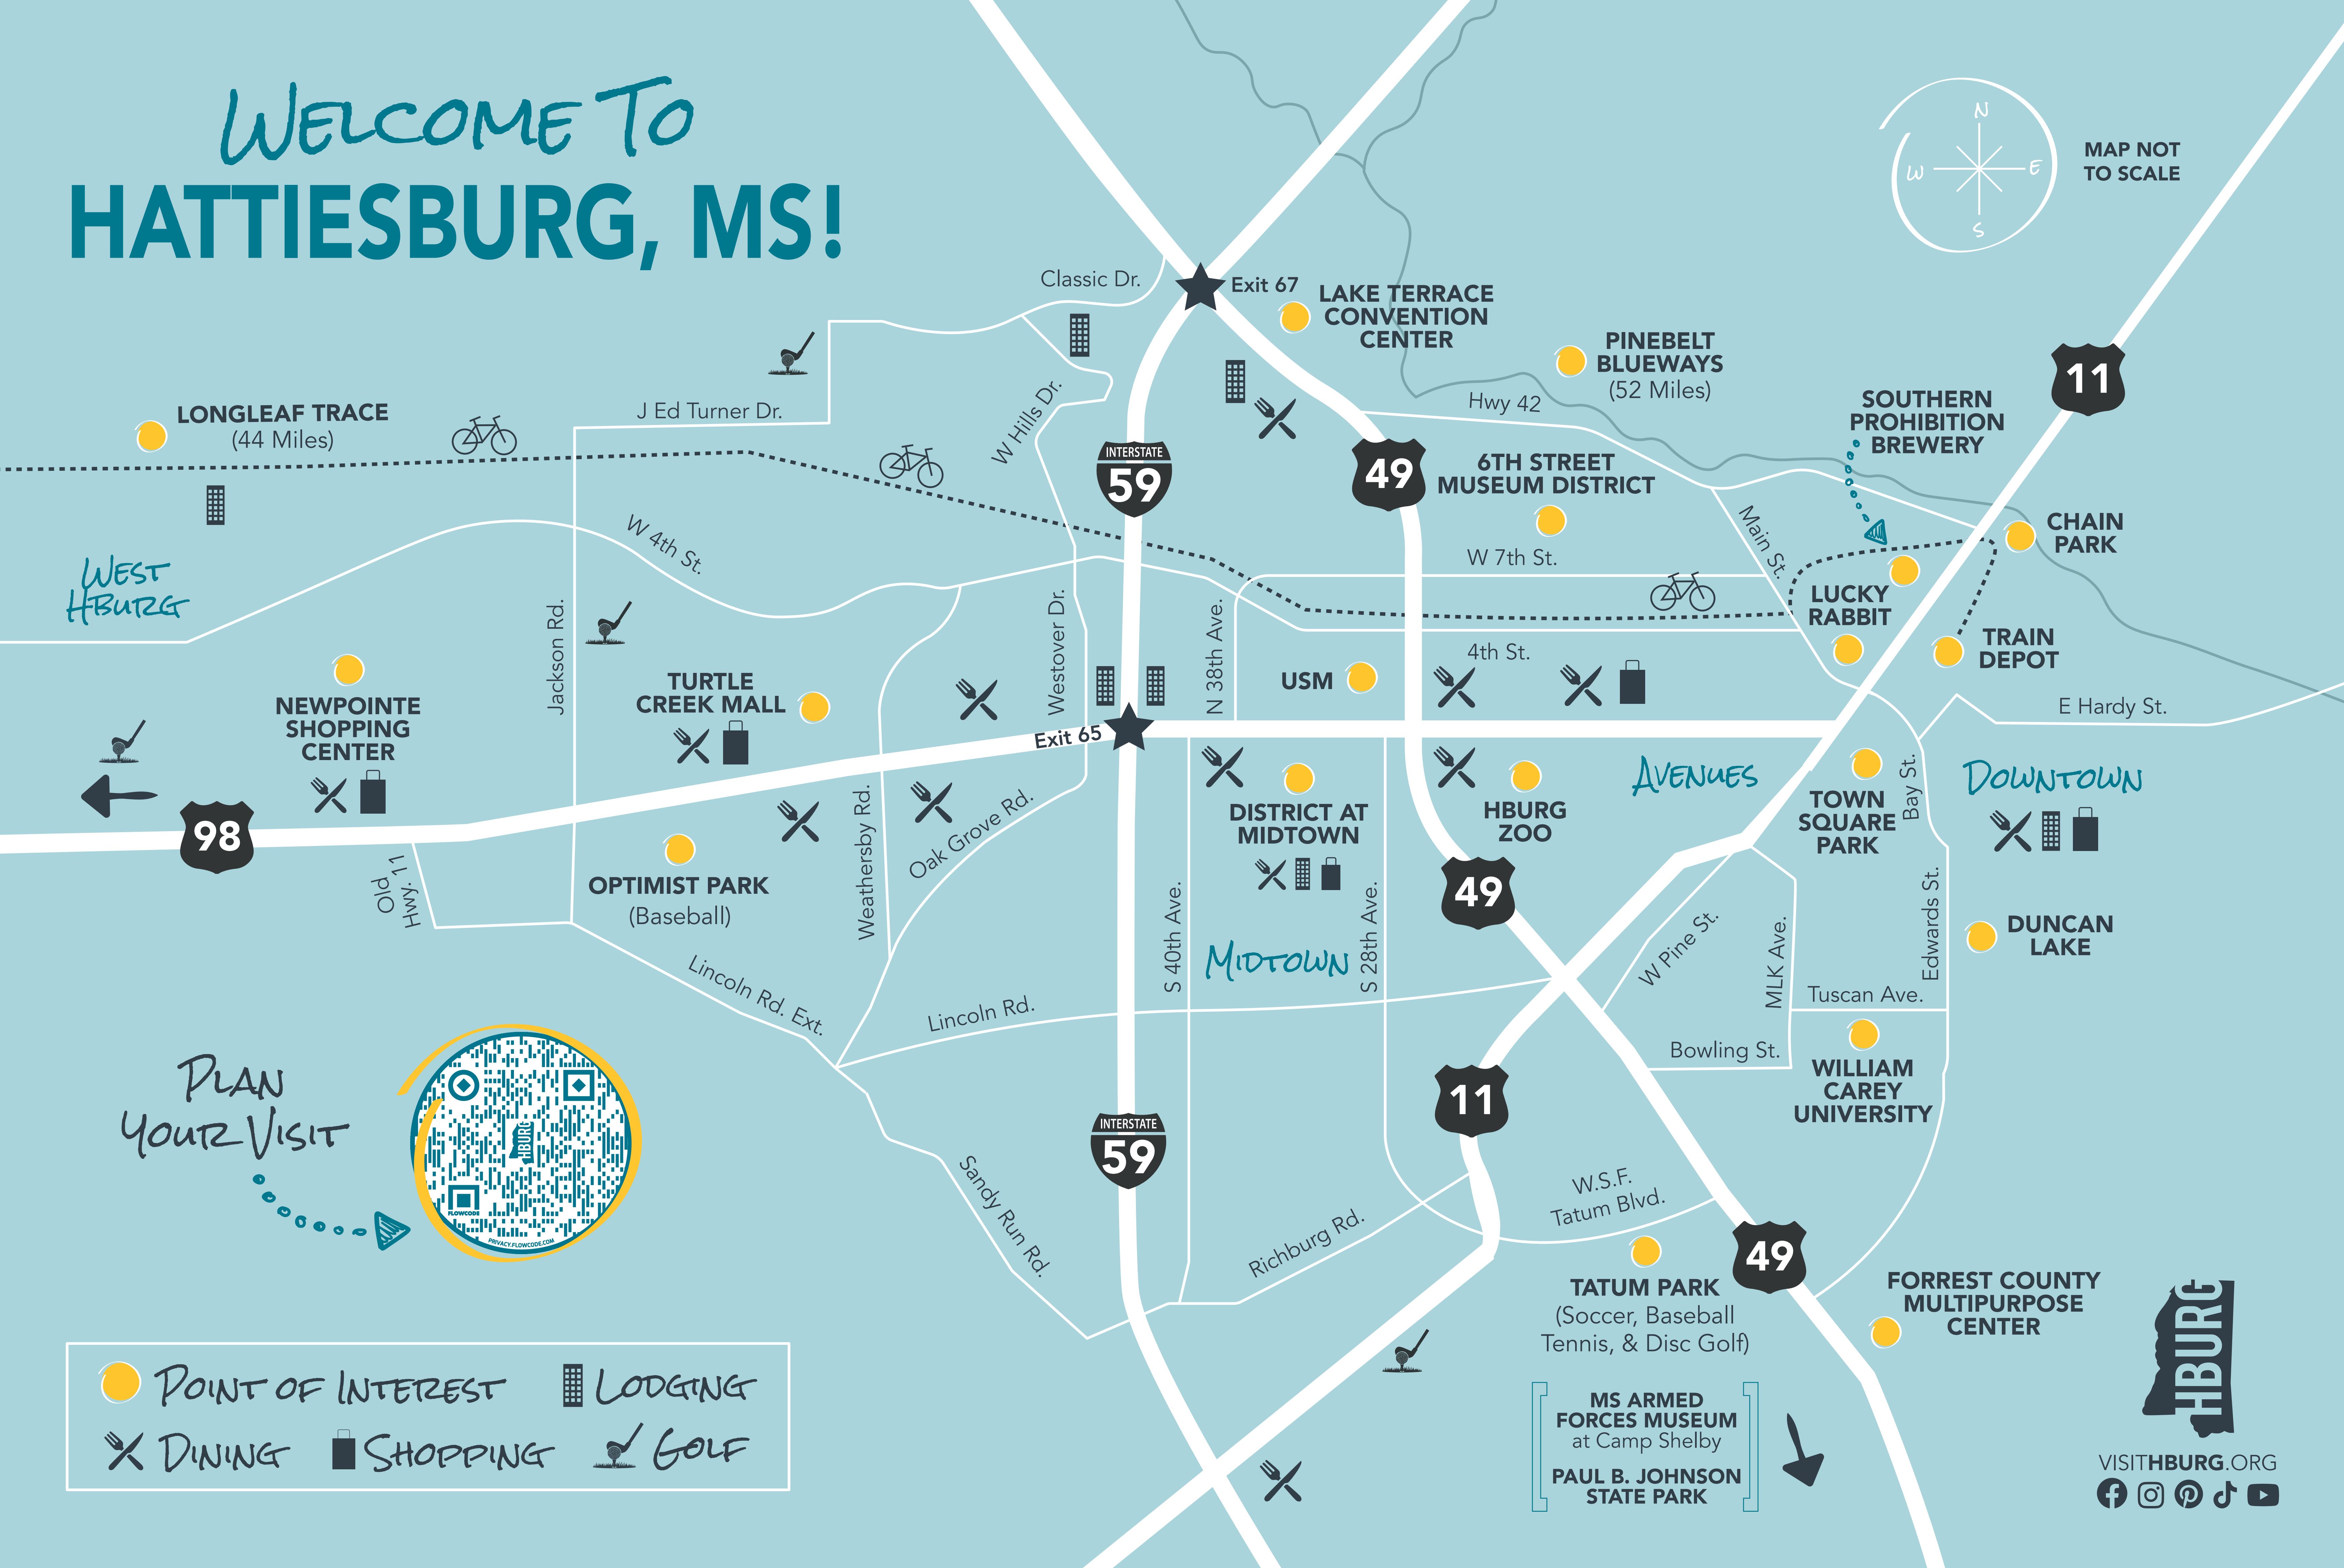 WELCOME TO
HATTIESBURG, MS!
N
W
E
S
MAP NOT
TO SCALE
Classic Dr.
Exit 67
LAKE TERRACE
CONVENTION
CENTER
PINEBELT
BLUEWAYS
(52 Miles)
11
SOUTHERN
PROHIBITION
BREWERY
LONGLEAF TRACE
(44 Miles)
J Ed Turner Dr.
W Hills Dr.
Hwy 42
INTERSTATE
59
49
6TH STREET
MUSEUM DISTRICT
Main St.
CHAIN
PARK
W 4th St.
W 7th St.
WEST
HBURG
LUCKY
RABBIT
Jackson Rd.
Westover Dr.
N 38th Ave.
4th St.
TRAIN
DEPOT
USM
TURTLE
CREEK MALL
NEWPOINTE
SHOPPING
CENTER
E Hardy St.
Exit 65
98
AVENUES
DOWNTOWN
Bay St.
TOWN
SQUARE
PARK
DISTRICT AT
MIDTOWN
HBURG
ZOO
Weathersby Rd.
Oak Grove Rd.
Old
Hwy. 11
OPTIMIST PARK
(Baseball)
49
S 40th Ave.
MIDTOWN
S 28th Ave.
W Pine St.
MLK Ave.
Edwards St.
DUNCAN
LAKE
Lincoln Rd. Ext.
Lincoln Rd.
Tuscan Ave.
Bowling St.
WILLIAM
CAREY
UNIVERSITY
11
INTERSTATE
59
PLAN
YOUR VISIT
HBURG
FLOWCODE
PRIVACY.FLOWCODE.COM
Sandy Run Rd.
Richburg Rd.
W.S.F.
Tatum Blvd.
49
TATUM PARK
(Soccer, Baseball
Tennis, & Disc Golf)
FORREST COUNTY
MULTIPURPOSE
CENTER
MS ARMED
FORCES MUSEUM
at Camp Shelby
PAUL B. JOHNSON
STATE PARK
HBURG
VISITHBURG.ORG
POINT OF INTEREST
LODGING
DINING
SHOPPING
GOLF